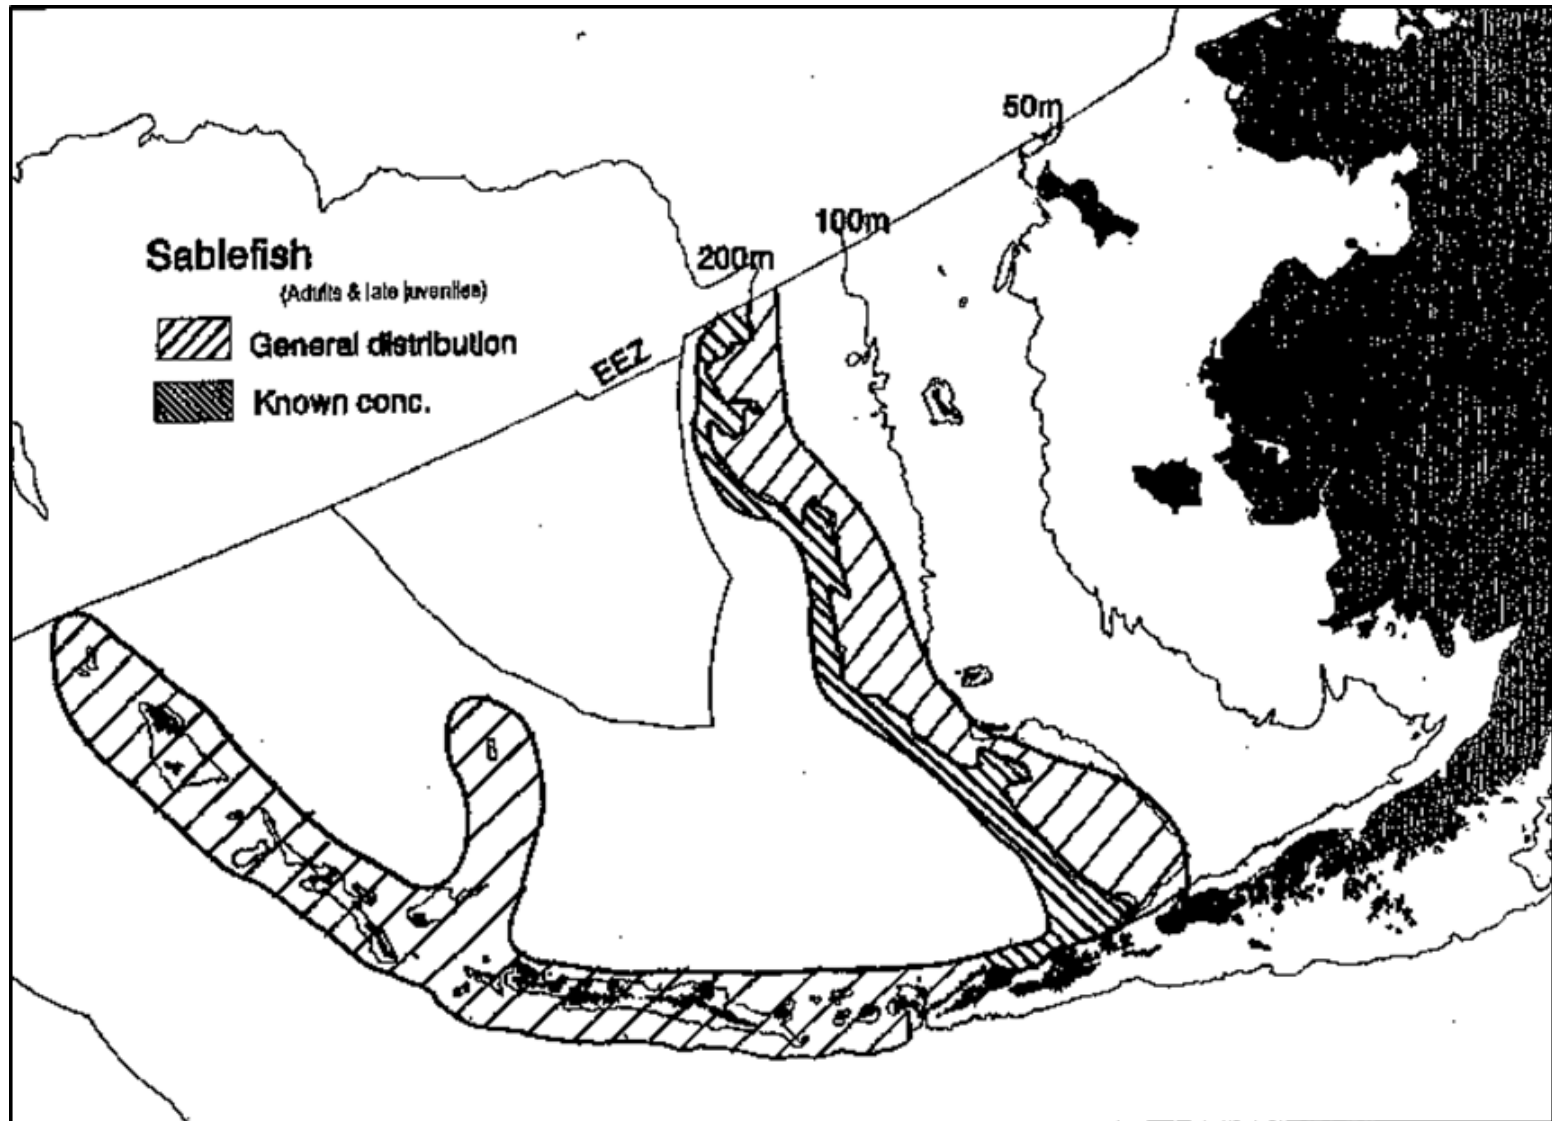 50m
100m
200m
Sablefish
(Adults & late juveniles)
General distribution
EEZ
Known conc.